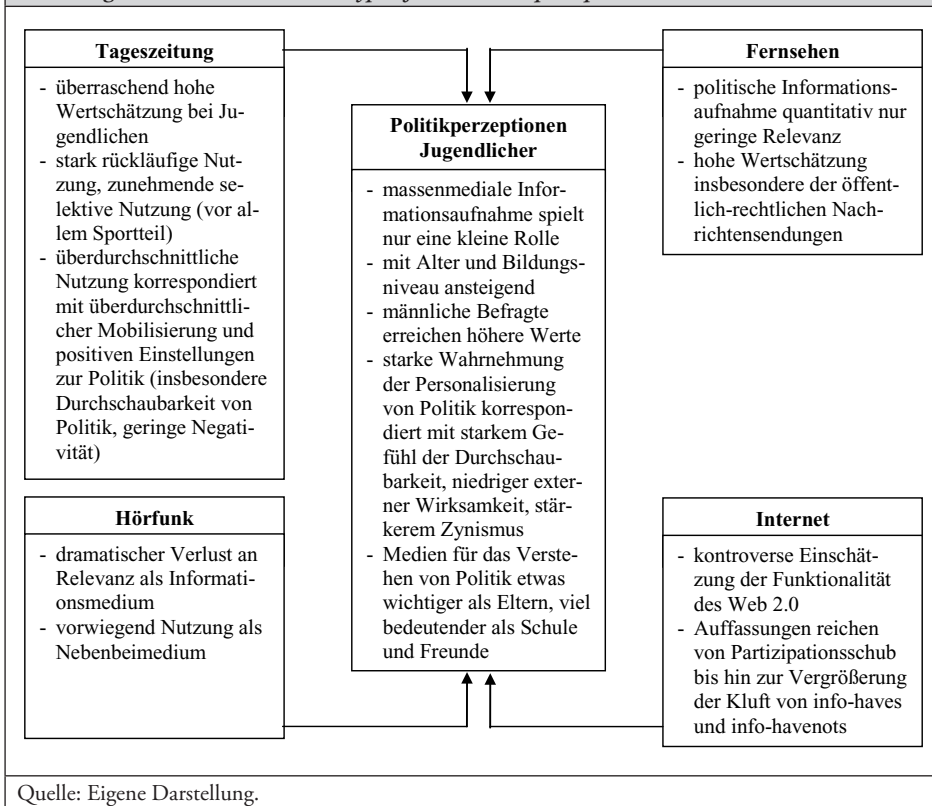 Tageszeitung
- überraschend hohe
Wertschätzung bei Ju-
gendlichen
- stark rückläufige Nut-
zung, zunehmende se-
lektive Nutzung (vor al-
lem Sportteil)
- überdurchschnittliche
Nutzung korrespondiert
mit überdurchschnittli-
cher Mobilisierung und
positiven Einstellungen
zur Politik (insbesondere
Durchschaubarkeit von
Politik, geringe Negati-
vität)
Fernsehen
- politische Informations-
aufnahme quantitativ nur
geringe Relevanz
- hohe Wertschätzung
insbesondere der öffent-
lich-rechtlichen Nach-
richtensendungen
Politikperzeptionen
Jugendlicher
- massenmediale Infor-
mationsaufnahme spielt
nur eine kleine Rolle
- mit Alter und Bildungs-
niveau ansteigend
- männliche Befragte
erreichen höhere Werte
- starke Wahrnehmung
der Personalisierung
von Politik korrespon-
diert mit starkem Ge-
fühl der Durchschau-
barkeit, niedriger exter-
ner Wirksamkeit, stär-
kerem Zynismus
- Medien für das Verste-
hen von Politik etwas
wichtiger als Eltern, viel
bedeutender als Schule
und Freunde
Hörfunk
- dramatischer Verlust an
Relevanz als Informati-
onsmedium
- vorwiegend Nutzung als
Nebenbeimedium
Internet
- kontroverse Einschät-
zung der Funktionalität
des Web 2.0
- Auffassungen reichen
von Partizipationsschub
bis hin zur Vergrößerung
der Kluft von info-haves
und info-havenots
Quelle: Eigene Darstellung.